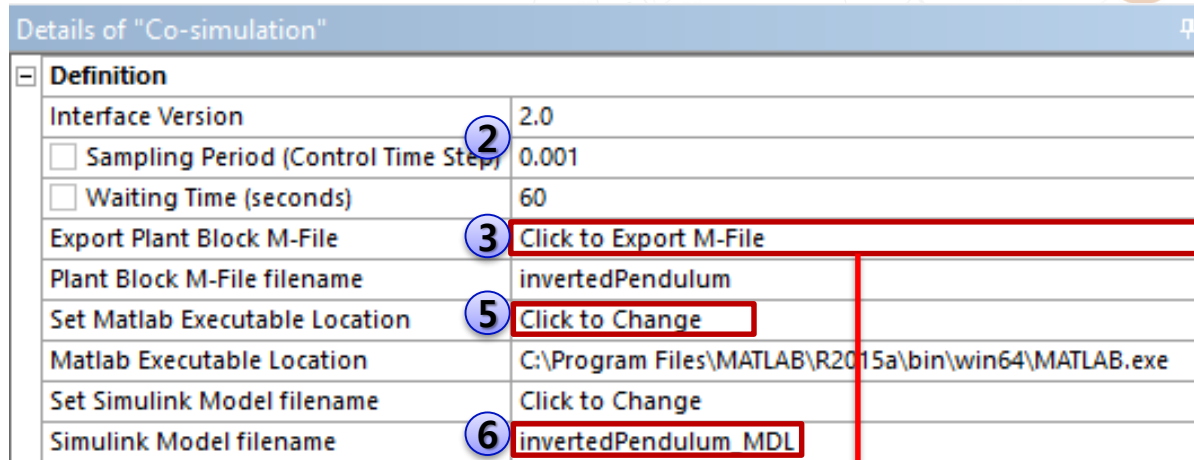 Details of "Co-simulation"
Definition
Interface Version 2.0
2
Sampling Period (Control Time Step) 0.001
Waiting Time (seconds) 60
Export Plant Block M-File 3 Click to Export M-File
Plant Block M-File filename invertedPendulum
Set Matlab Executable Location 5 Click to Change
Matlab Executable Location C:\Program Files\MATLAB\R2015a\bin\win64\MATLAB.exe
Set Simulink Model filename Click to Change
Simulink Model filename 6 invertedPendulum_MDL